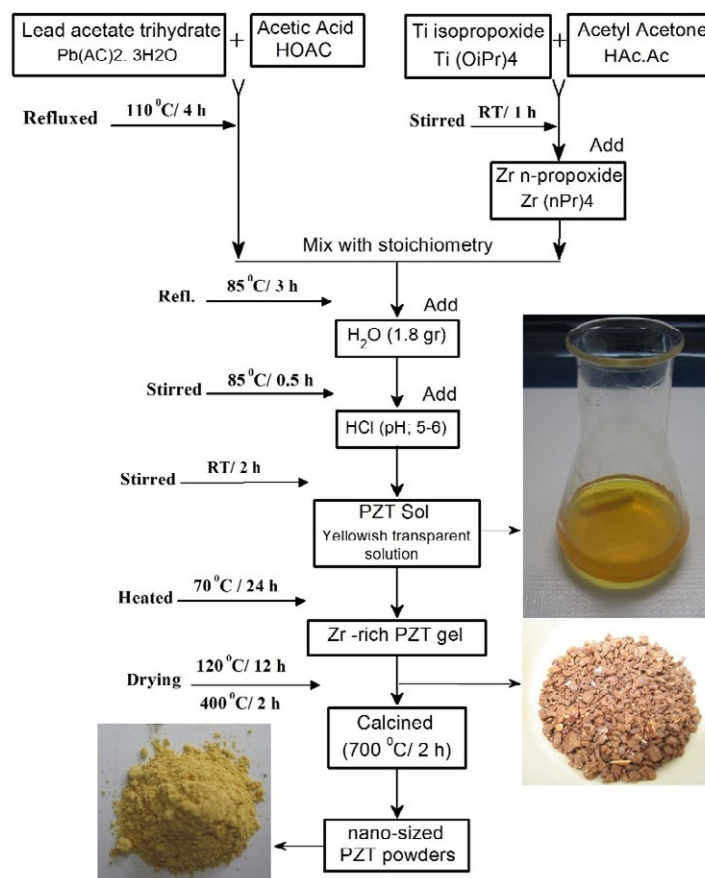 Lead acetate trihydrate
Pb(AC)2. 3H2O
+
Acetic Acid
HOAC
Ti isopropoxide
Ti (OiPr)4
+
Acetyl Acetone
HAc.Ac
Refluxed
110 ⁰C/ 4 h
Stirred
RT/ 1 h
Add
Zr n-propoxide
Zr (nPr)4
Mix with stoichiometry
Refl.
85 ⁰C/ 3 h
Add
H₂O (1.8 gr)
Stirred
85 ⁰C/ 0.5 h
Add
HCl (pH; 5-6)
Stirred
RT/ 2 h
PZT Sol
Yellowish transparent
solution
Heated
70 ⁰C / 24 h
Zr -rich PZT gel
Drying
120 ⁰C/ 12 h
400 ⁰C/ 2 h
Calcined
(700 ⁰C/ 2 h)
nano-sized
PZT powders